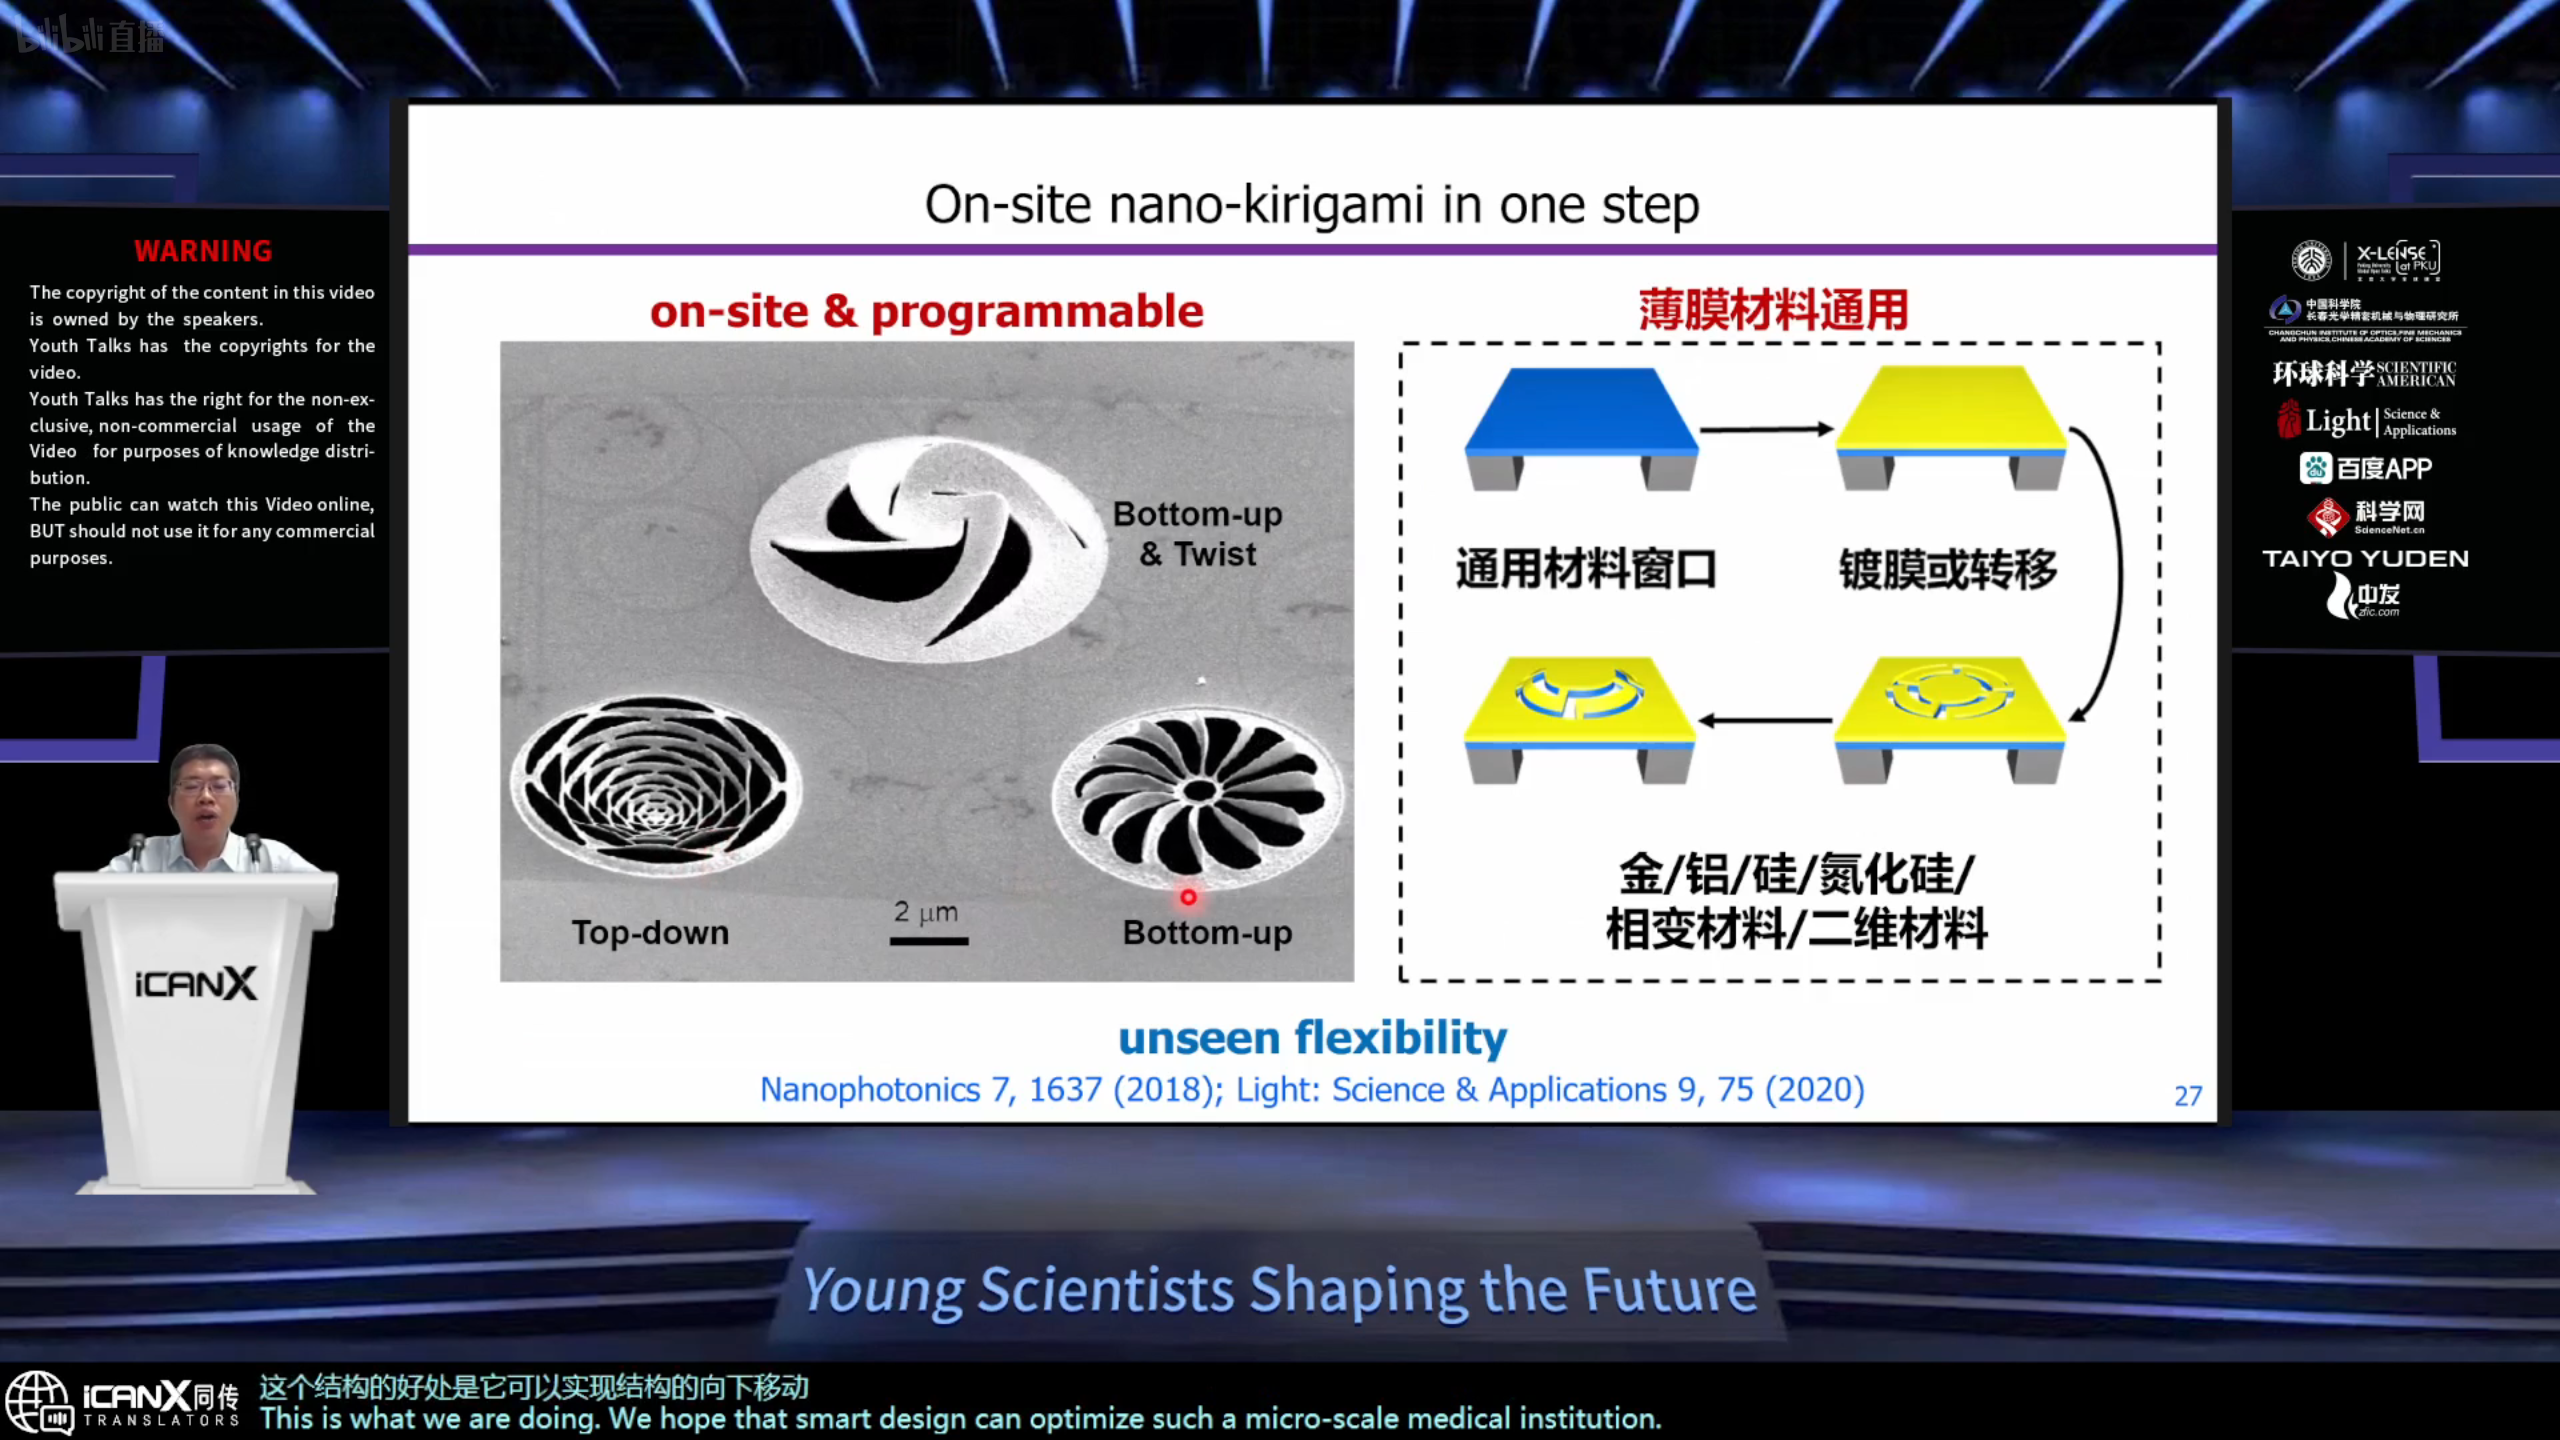 bilibili 直播
On-site nano-kirigami in one step
on-site & programmable
薄膜材料通用
Bottom-up
& Twist
Top-down
2 μm
Bottom-up
通用材料窗口
镀膜或转移
金/铝/硅/氮化硅/
相变材料/二维材料
unseen flexibility
Nanophotonics 7, 1637 (2018); Light: Science & Applications 9, 75 (2020)
27
WARNING
The copyright of the content in this video
is owned by the speakers.
Youth Talks has the copyrights for the
video.
Youth Talks has the right for the non-ex-
clusive, non-commercial usage of the
Video for purposes of knowledge distri-
bution.
The public can watch this Video online,
BUT should not use it for any commercial
purposes.
iCANX
X-LENSE
at PKU
中国科学院
长春光学精密机械与物理研究所
CHANGCHUN INSTITUTE OF OPTICS,FINE MECHANICS
AND PHYSICS,CHINESE ACADEMY OF SCIENCES
环球科学 SCIENTIFIC
AMERICAN
Light Science &
Applications
du 百度APP
科学网
ScienceNet.cn
TAIYO YUDEN
中发
zfic.com
Young Scientists Shaping the Future
iCANX同传
TRANSLATORS
这个结构的好处是它可以实现结构的向下移动
This is what we are doing. We hope that smart design can optimize such a micro-scale medical institution.